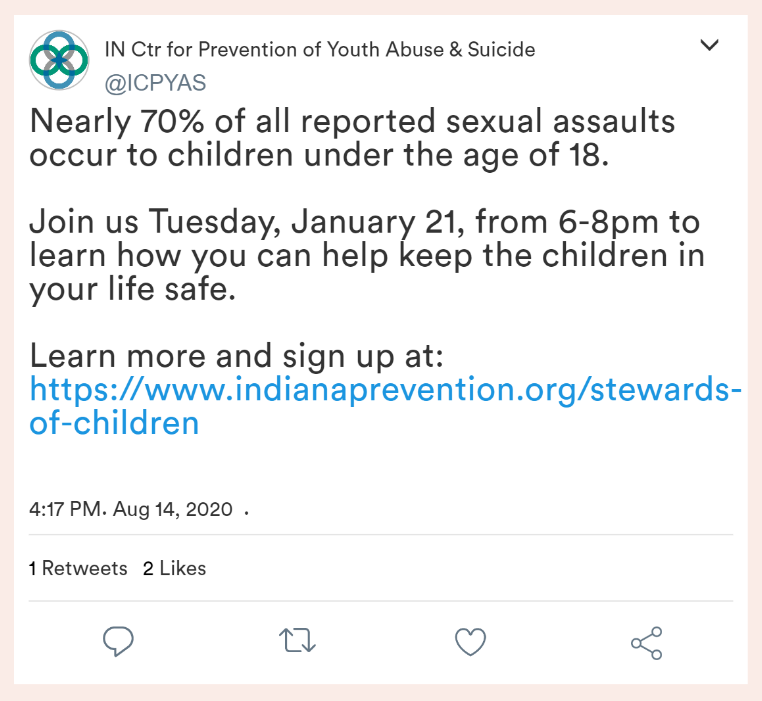 IN Ctr for Prevention of Youth Abuse & Suicide
@ICPYAS
Nearly 70% of all reported sexual assaults
occur to children under the age of 18.
Join us Tuesday, January 21, from 6-8pm to
learn how you can help keep the children in
your life safe.
Learn more and sign up at:
https://www.indianaprevention.org/stewards-
of-children
4:17 PM. Aug 14, 2020 .
1 Retweets 2 Likes